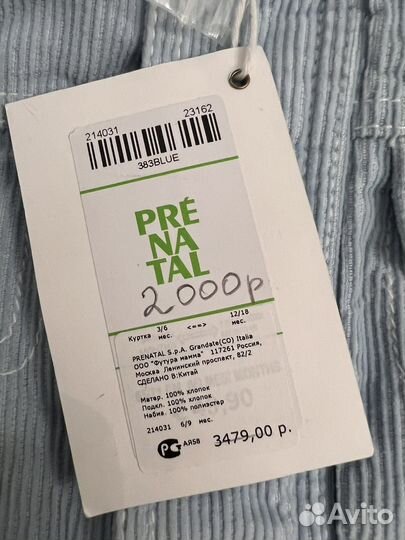 214031 23162
383BLUE
PRÉ
NA
TAL
2000р
Куртка 3/6 <==> 12/18
мес. мес.
PRENATAL S.p.A. Grandate(CO) Italia
ООО "Футура мамма" 117261 Россия,
Москва Ленинский проспект, 82/2
СДЕЛАНО В:Китай
Матер. 100% хлопок
Подкл. 100% хлопок
Набив. 100% полиэстер
214031 6/9 мес.
РСТ АЯ58 3479,00 р.
Avito